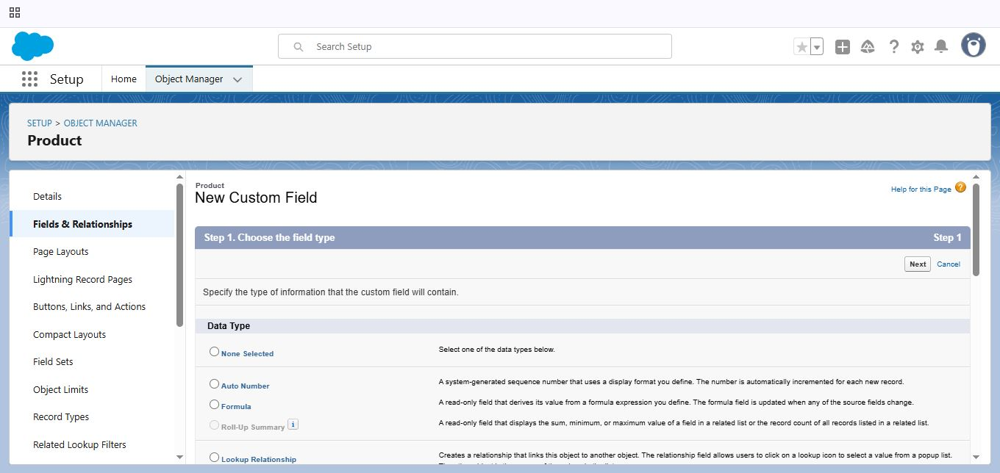 Search Setup
Setup
Home
Object Manager
SETUP > OBJECT MANAGER
Product
Details
Fields & Relationships
Page Layouts
Lightning Record Pages
Buttons, Links, and Actions
Compact Layouts
Field Sets
Object Limits
Record Types
Related Lookup Filters
Product
New Custom Field
Help for this Page ?
Step 1. Choose the field type
Step 1
Next Cancel
Specify the type of information that the custom field will contain.
Data Type
None Selected
Select one of the data types below.
Auto Number
A system-generated sequence number that uses a display format you define. The number is automatically incremented for each new record.
Formula
A read-only field that derives its value from a formula expression you define. The formula field is updated when any of the source fields change.
Roll-Up Summary i
A read-only field that displays the sum, minimum, or maximum value of a field in a related list or the record count of all records listed in a related list.
Lookup Relationship
Creates a relationship that links this object to another object. The relationship field allows users to click on a lookup icon to select a value from a popup list.